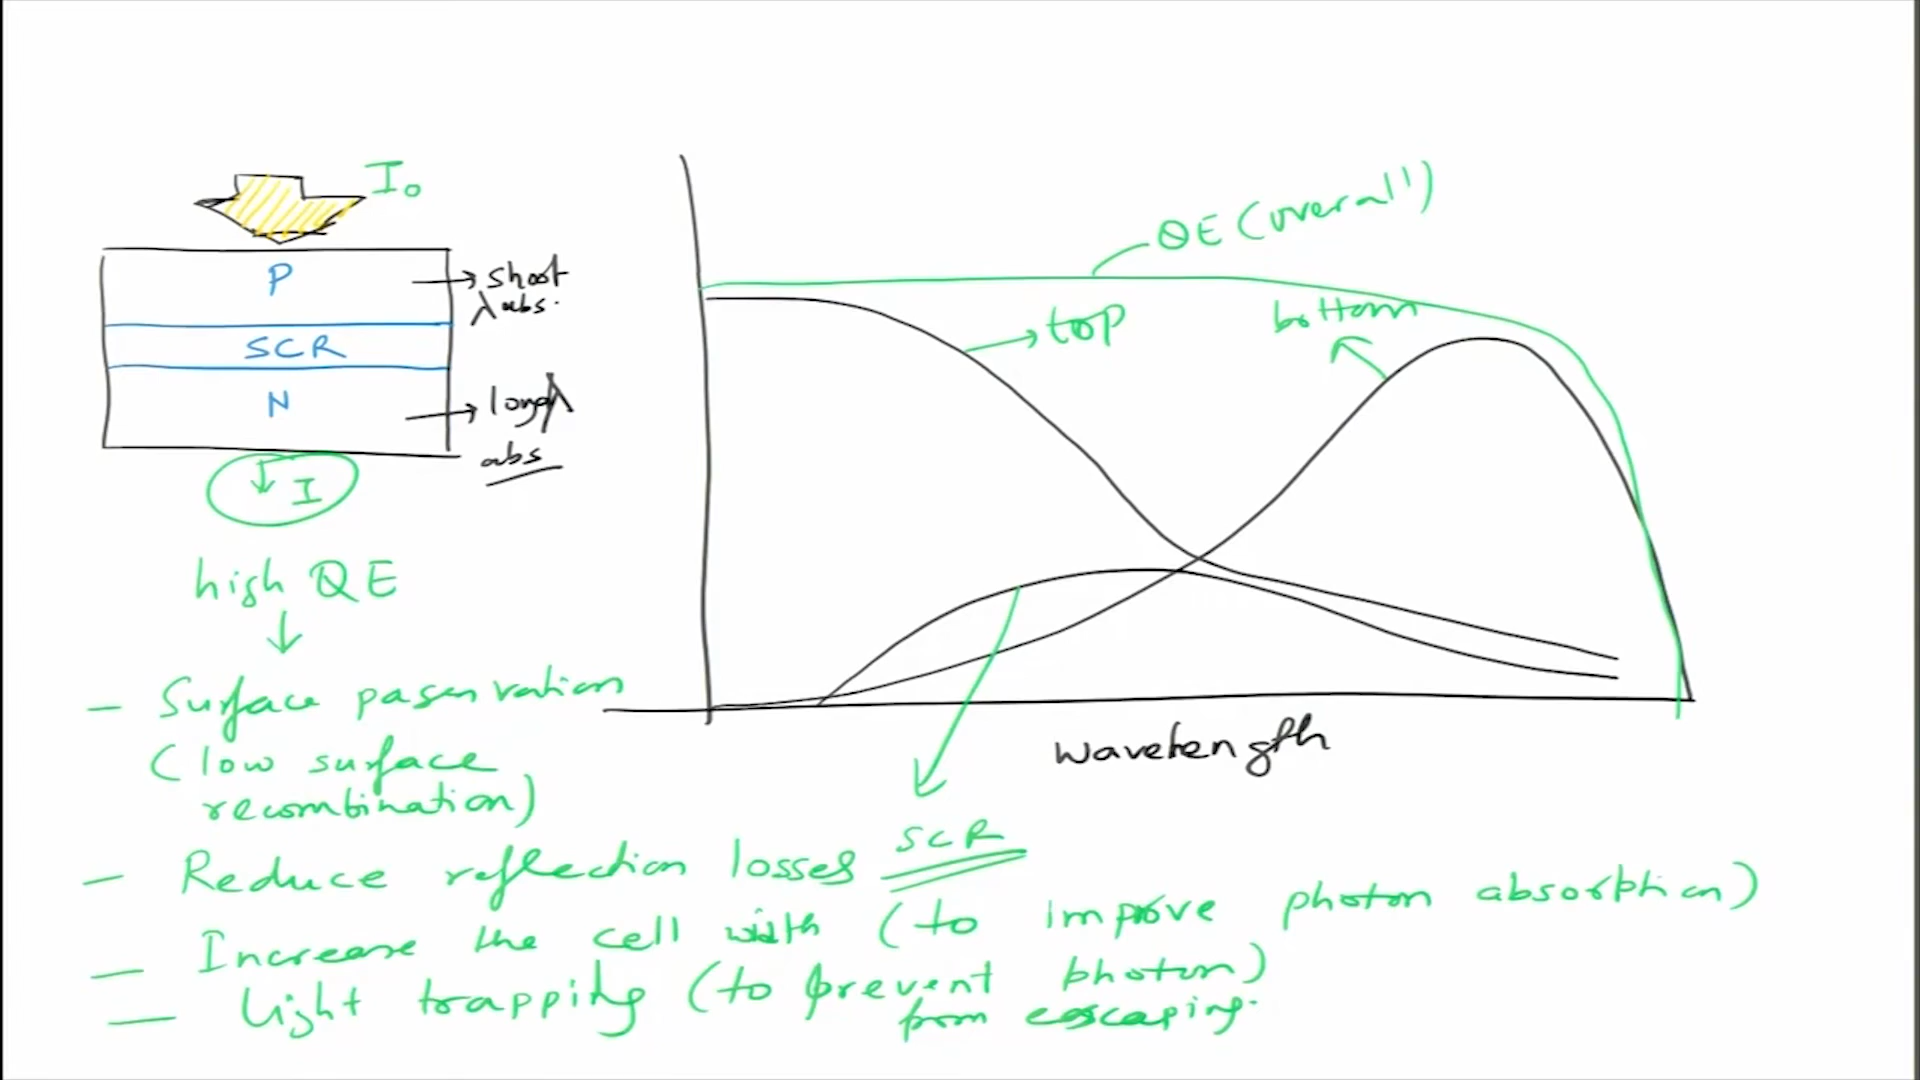 I₀
P
→ short
λ abs.
SCR
N
→ long λ
abs
↓ I
QE (overall)
→ top
bottom
wavelength
SCR
high QE
↓
- Surface passivation
(low surface
recombination)
- Reduce reflection losses
- Increase the cell width (to improve photon absorption)
- light trapping (to prevent photon)
from escaping.